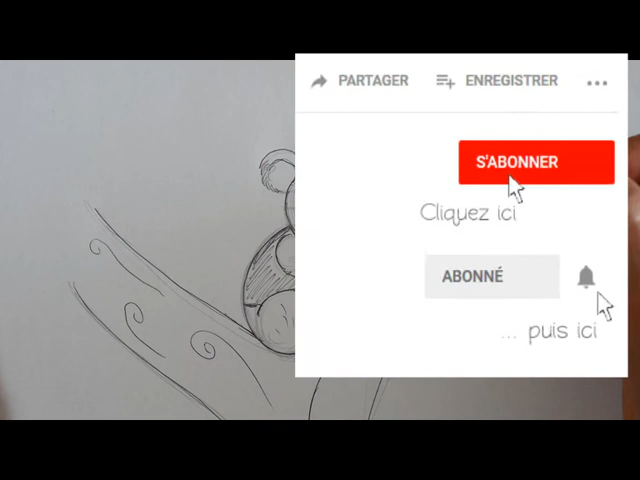 PARTAGER ENREGISTRER ...
S'ABONNER
Cliquez ici
ABONNÉ
... puis ici